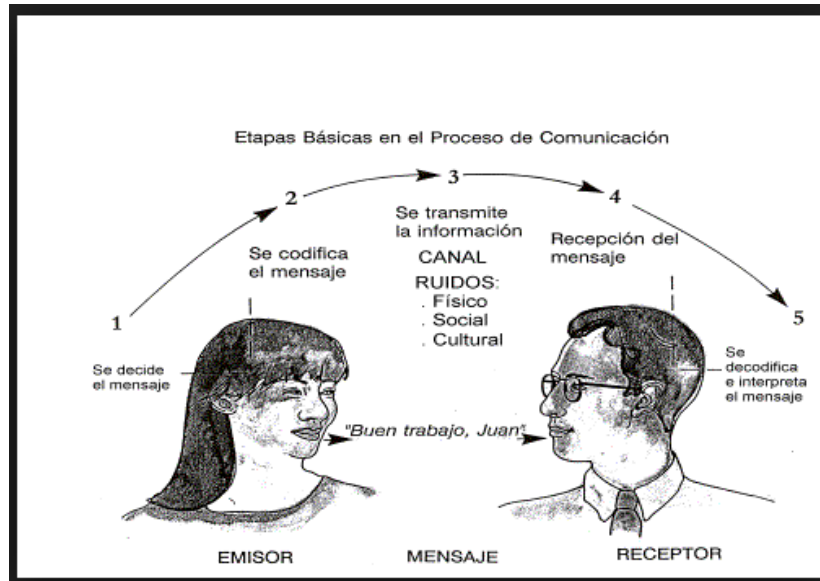 Etapas Básicas en el Proceso de Comunicación
1
2
3
4
5
Se decide
el mensaje
Se codifica
el mensaje
Se transmite
la información
CANAL
RUIDOS:
. Físico
. Social
. Cultural
Recepción del
mensaje
Se
decodifica
e interpreta
el mensaje
"Buen trabajo, Juan"
EMISOR
MENSAJE
RECEPTOR